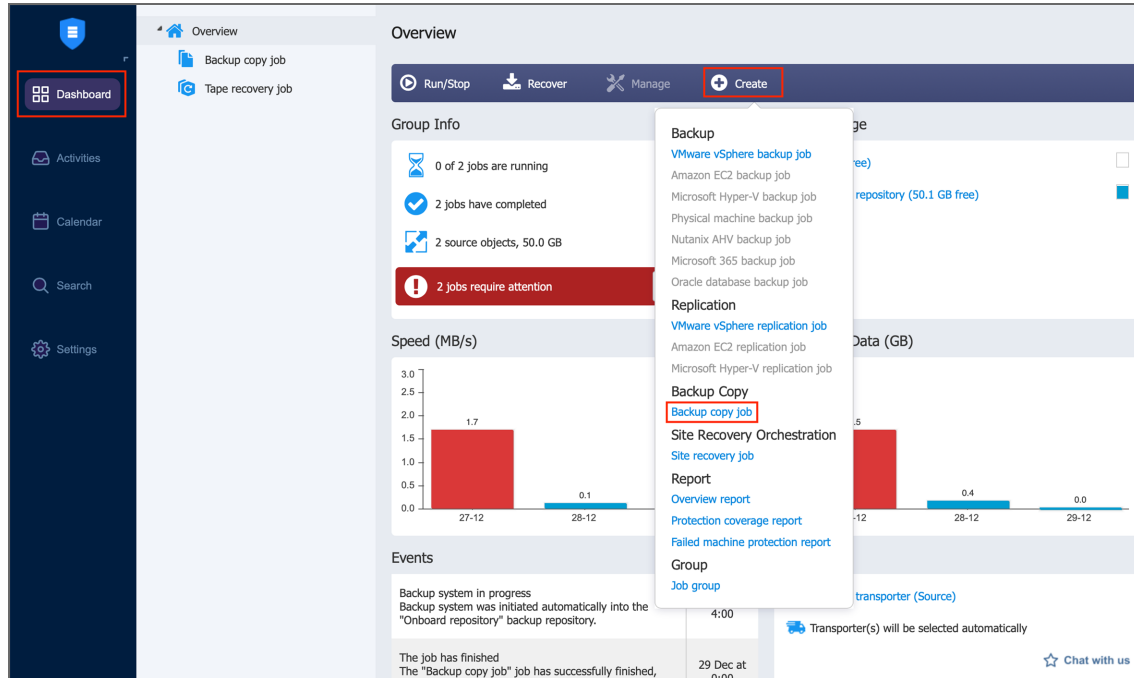 Overview
Backup copy job
Tape recovery job
Dashboard
Activities
Calendar
Search
Settings
Overview
Run/Stop
Recover
Manage
Create
Group Info
0 of 2 jobs are running
2 jobs have completed
2 source objects, 50.0 GB
2 jobs require attention
Backup
VMware vSphere backup job
Amazon EC2 backup job
Microsoft Hyper-V backup job
Physical machine backup job
Nutanix AHV backup job
Microsoft 365 backup job
Oracle database backup job
Replication
VMware vSphere replication job
Amazon EC2 replication job
Microsoft Hyper-V replication job
Backup Copy
Backup copy job
Site Recovery Orchestration
Site recovery job
Report
Overview report
Protection coverage report
Failed machine protection report
Group
Job group
ge
ree)
repository (50.1 GB free)
Speed (MB/s)
3.0
2.5
2.0
1.5
1.0
0.5
0.0
1.7
0.1
27-12
28-12
Data (GB)
.5
0.4
0.0
-12
28-12
29-12
Events
Backup system in progress
Backup system was initiated automatically into the
"Onboard repository" backup repository.
4:00
The job has finished
The "Backup copy job" job has successfully finished,
29 Dec at
transporter (Source)
Transporter(s) will be selected automatically
Chat with us